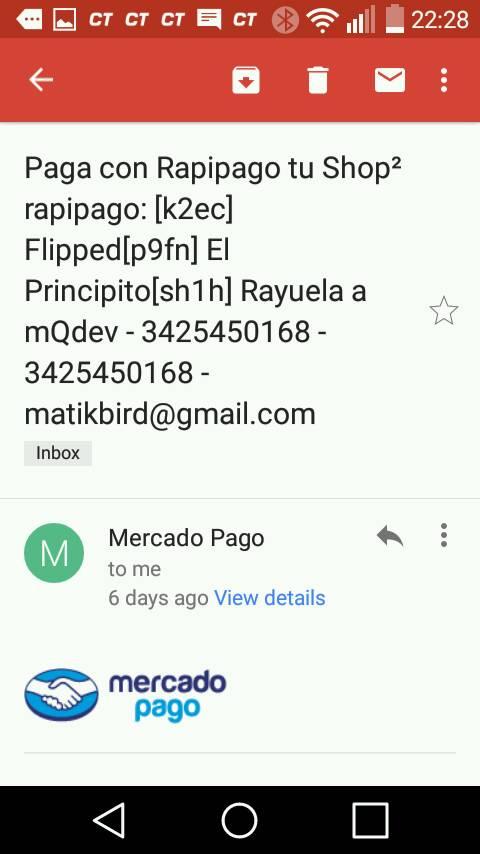 CT CT CT CT 22:28
Paga con Rapipago tu Shop²
rapipago: [k2ec]
Flipped[p9fn] El
Principito[sh1h] Rayuela a
mQdev - 3425450168 -
3425450168 -
matikbird@gmail.com
Inbox
M
Mercado Pago
to me
6 days ago View details
mercado
pago